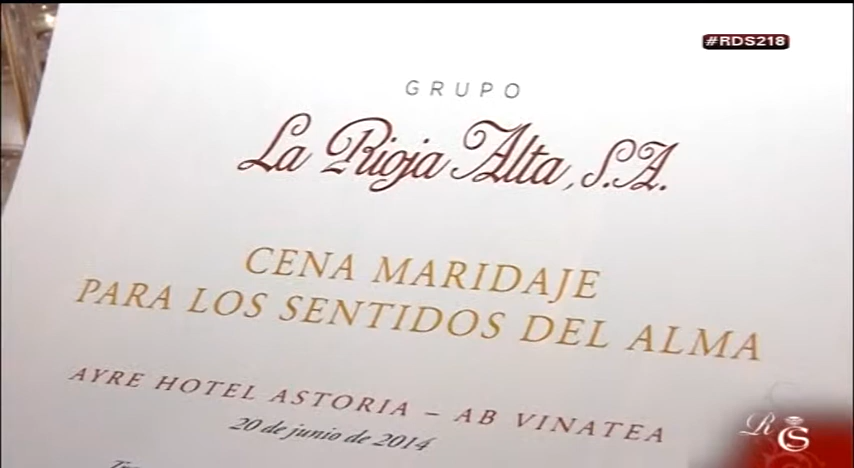 #RDS218
GRUPO
La Rioja Alta, S.A.
CENA MARIDAJE
PARA LOS SENTIDOS DEL ALMA
AYRE HOTEL ASTORIA – AB VINATEA
20 de junio de 2014